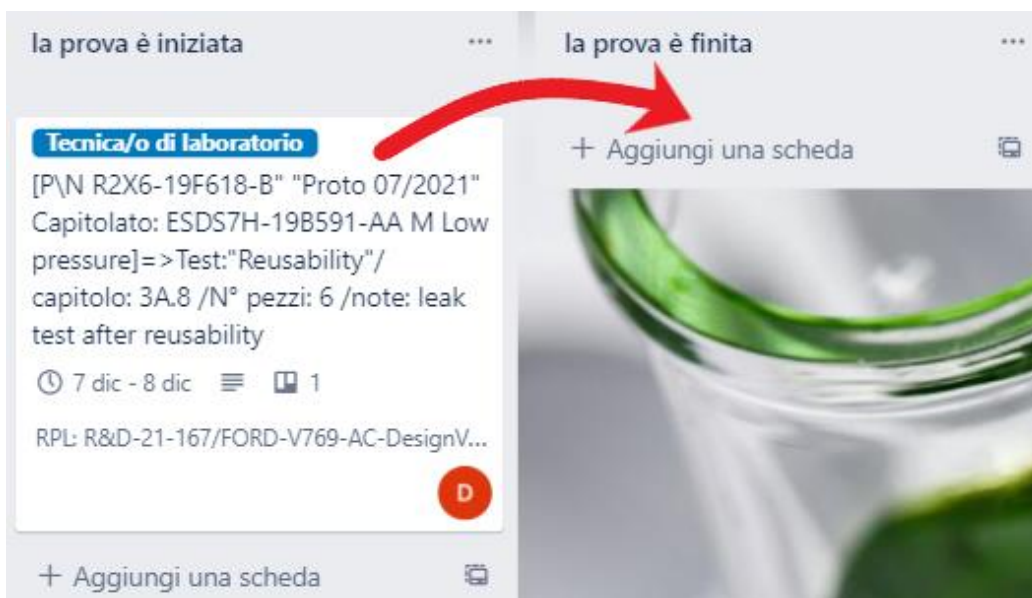 la prova è iniziata
Tecnica/o di laboratorio
[P\N R2X6-19F618-B" "Proto 07/2021"
Capitolato: ESDS7H-19B591-AA M Low
pressure]=>Test:"Reusability"/
capitolo: 3A.8 /N° pezzi: 6 /note: leak
test after reusability
7 dic - 8 dic 1
RPL: R&D-21-167/FORD-V769-AC-DesignV...
D
+ Aggiungi una scheda
la prova è finita
+ Aggiungi una scheda